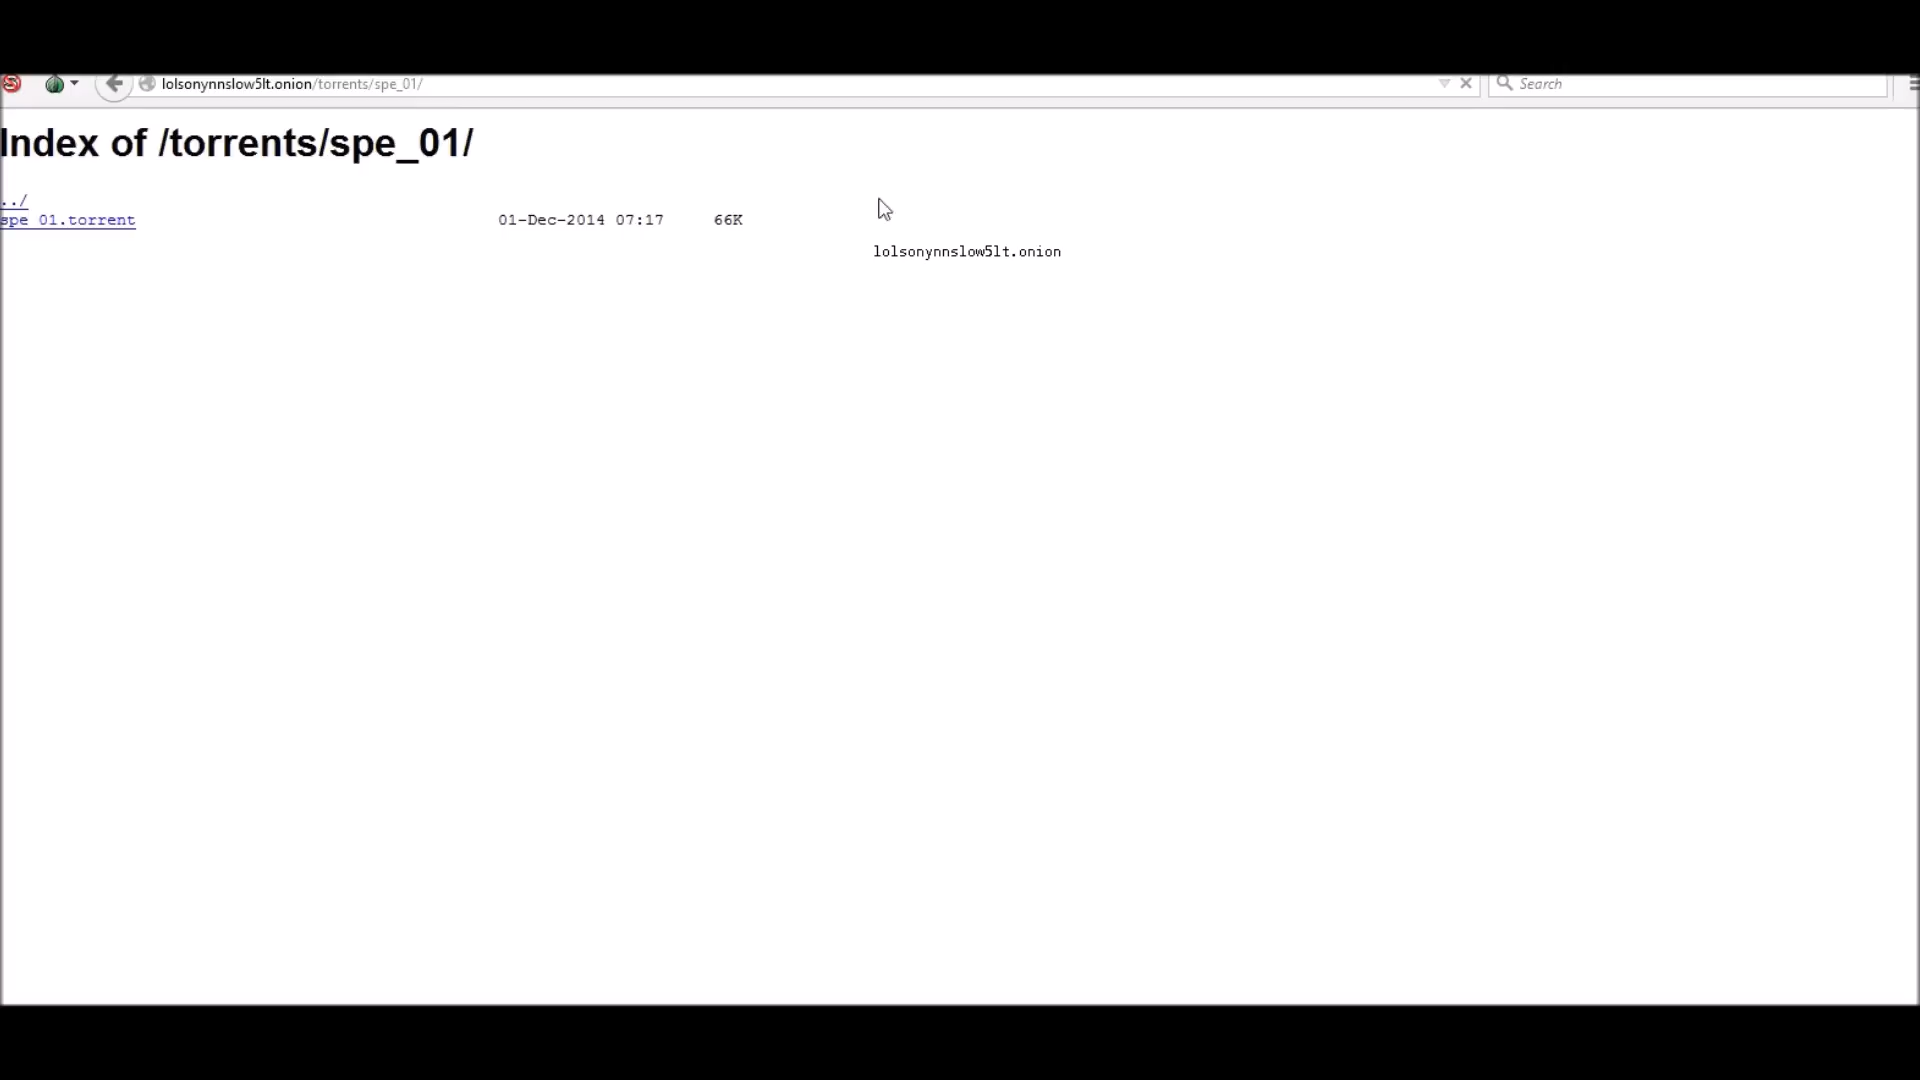 lolsonynnslow5lt.onion/torrents/spe_01/
Search
Index of /torrents/spe_01/
../
spe_01.torrent 01-Dec-2014 07:17 66K
lolsonynnslow5lt.onion